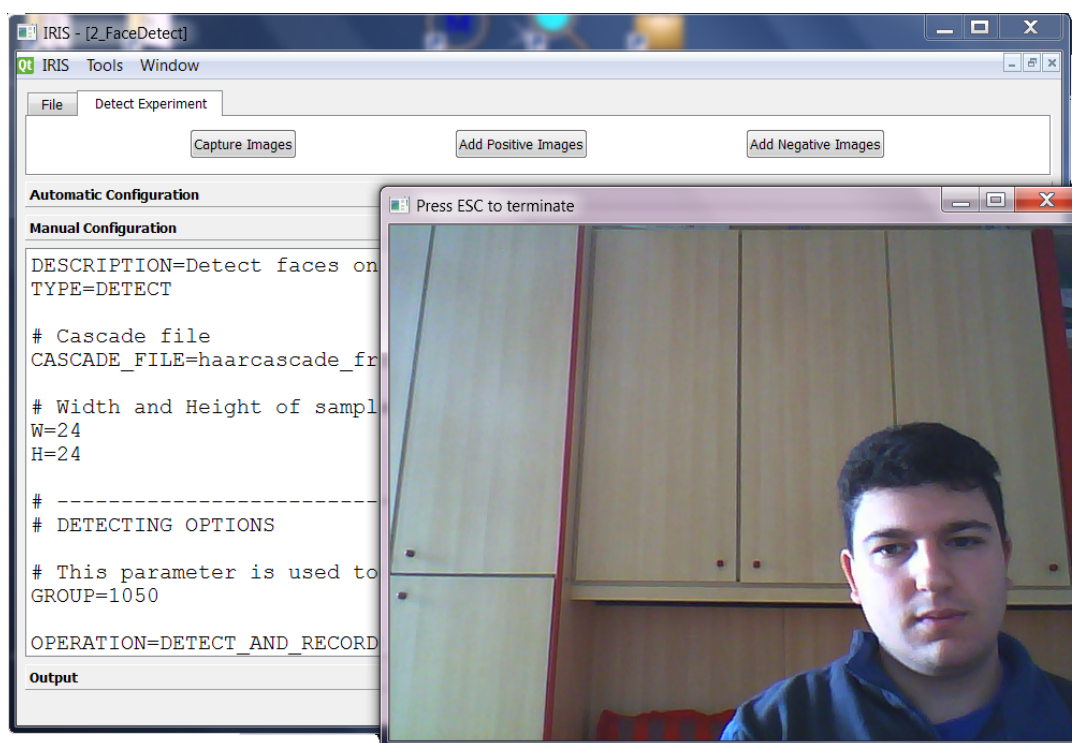 IRIS - [2_FaceDetect]
IRIS Tools Window
File Detect Experiment
Capture Images Add Positive Images Add Negative Images
Automatic Configuration
Manual Configuration
Press ESC to terminate
DESCRIPTION=Detect faces on
TYPE=DETECT
# Cascade file
CASCADE_FILE=haarcascade_fr
# Width and Height of sampl
W=24
H=24
# -------------------------
# DETECTING OPTIONS
# This parameter is used to
GROUP=1050
OPERATION=DETECT_AND_RECORD
Output